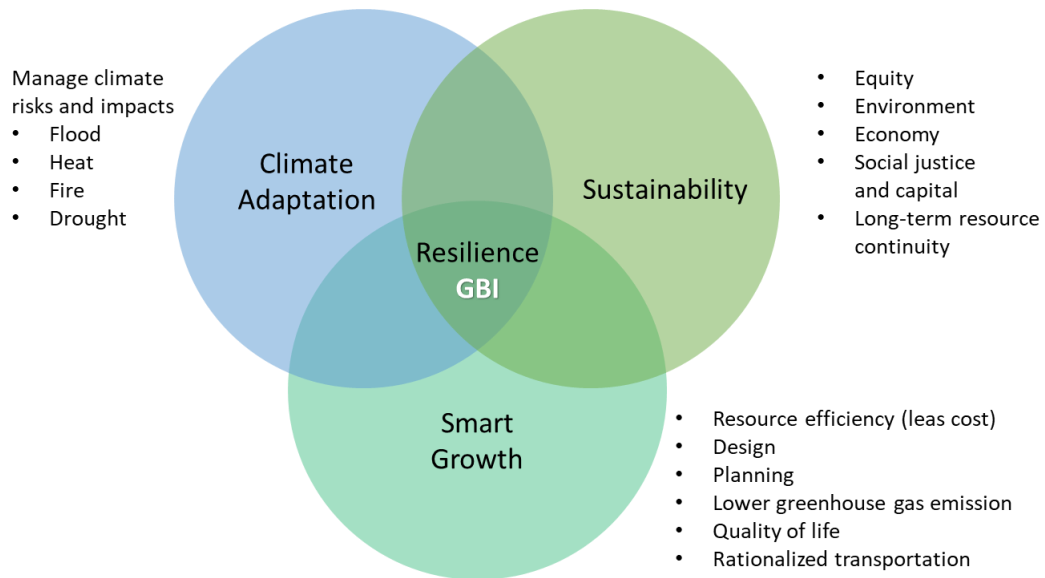 Manage climate
risks and impacts
• Flood
• Heat
• Fire
• Drought
Climate
Adaptation
Sustainability
• Equity
• Environment
• Economy
• Social justice
and capital
• Long-term resource
continuity
Resilience
GBI
Smart
Growth
• Resource efficiency (leas cost)
• Design
• Planning
• Lower greenhouse gas emission
• Quality of life
• Rationalized transportation